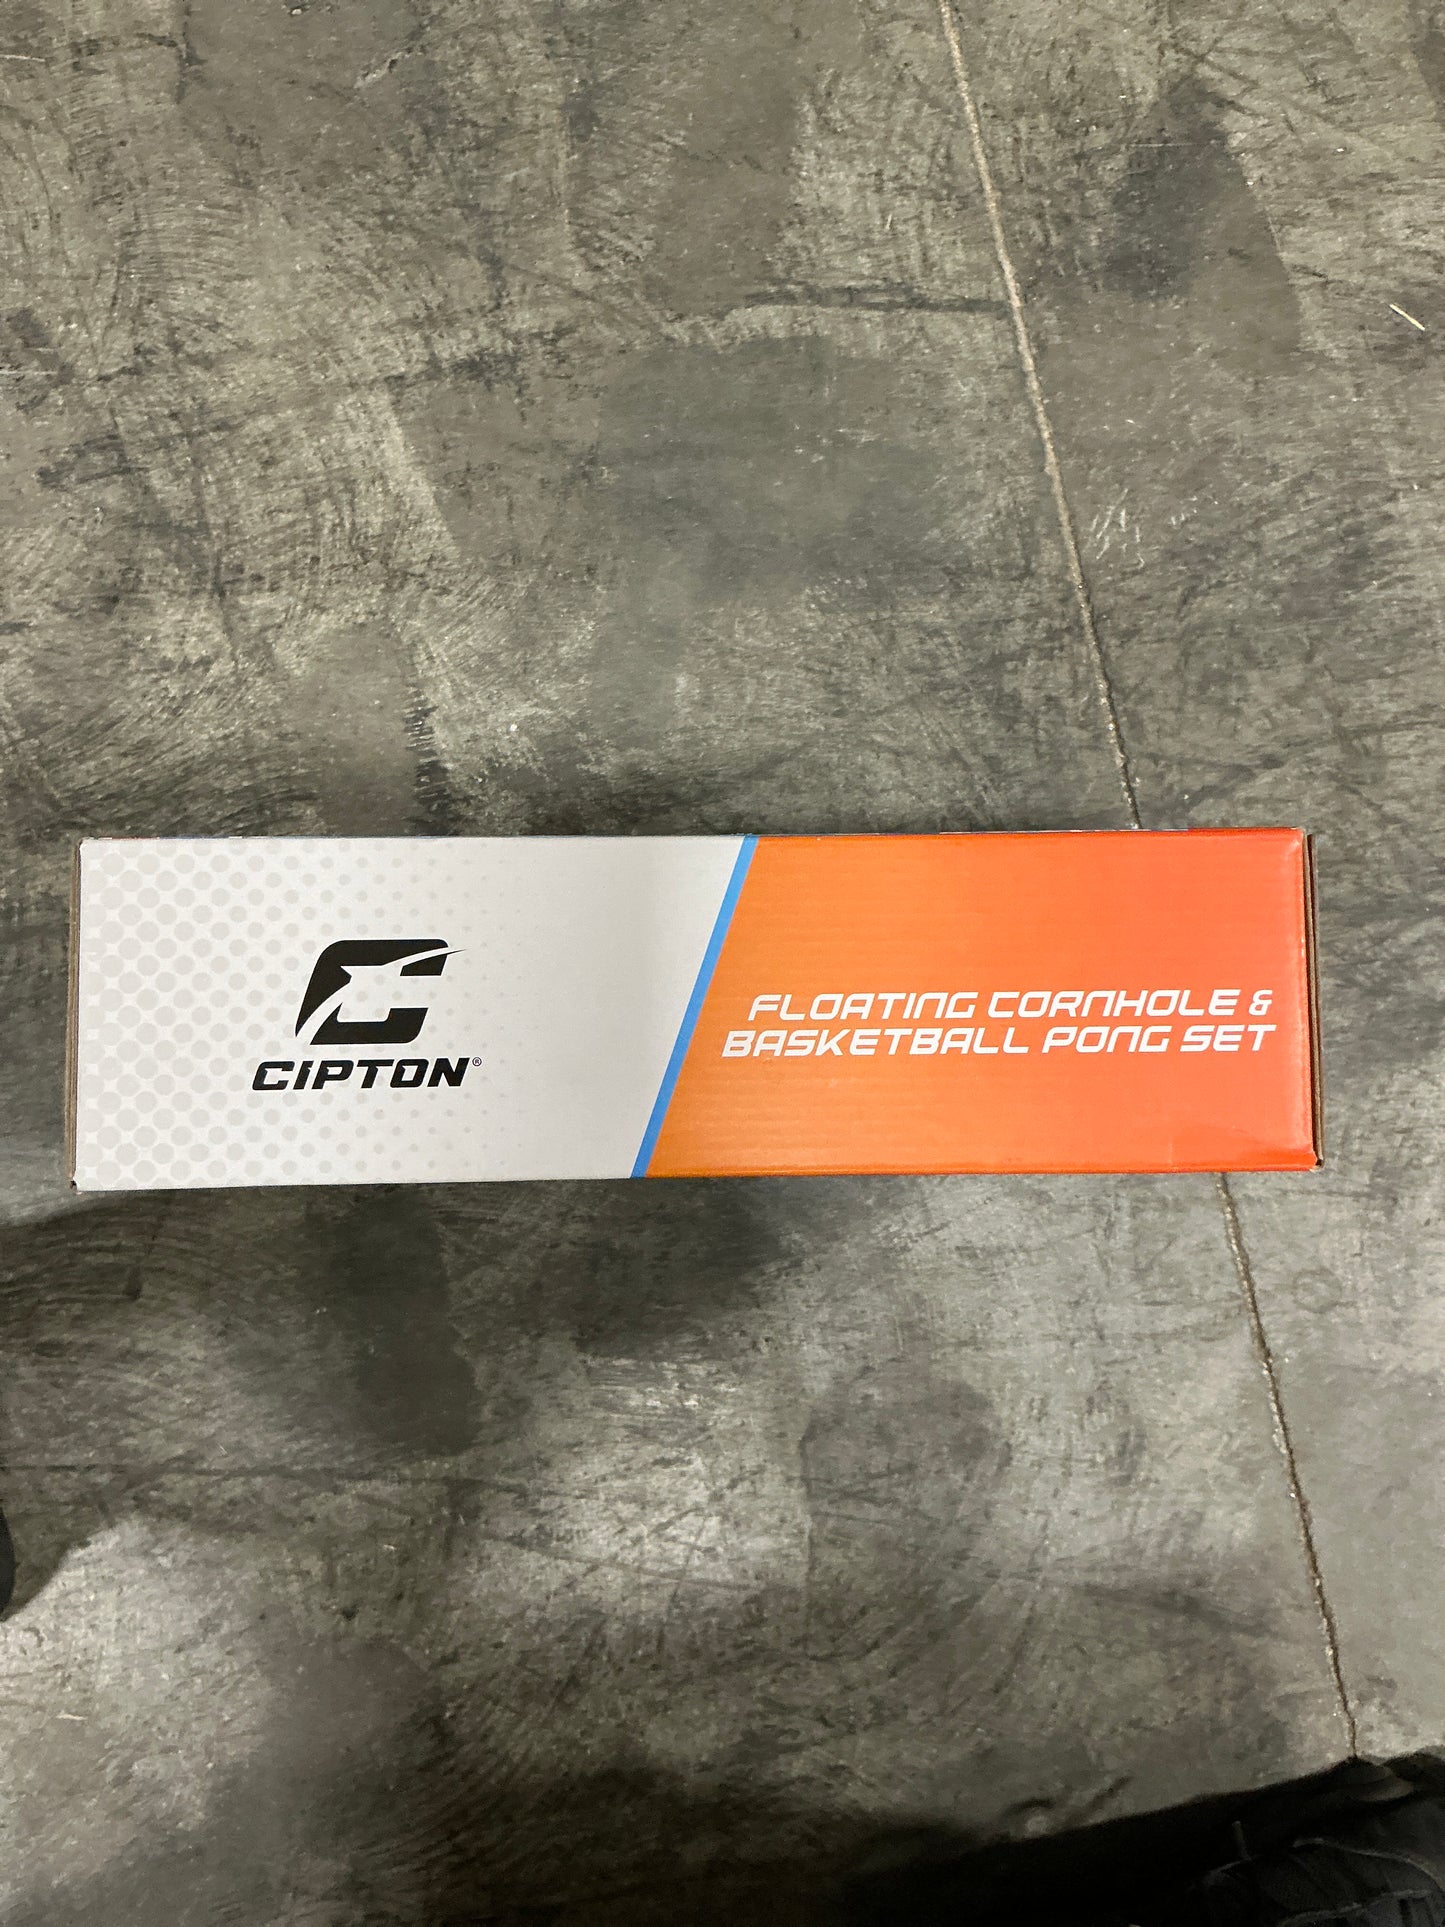 CIPTON®
FLOATING CORNHOLE &
BASKETBALL PONG SET